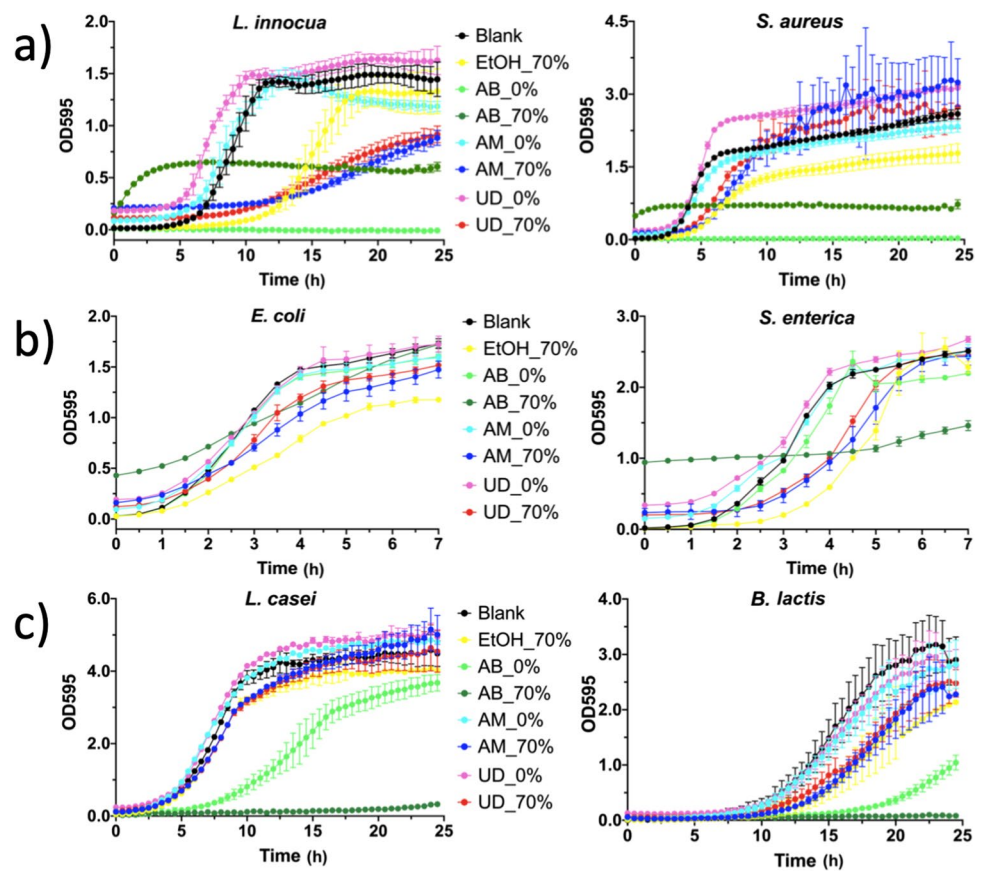 a)
L. innocua
OD595
2.0
1.5
1.0
0.5
0.0
0 5 10 15 20 25
Time (h)
Blank
EtOH_70%
AB_0%
AB_70%
AM_0%
AM_70%
UD_0%
UD_70%
S. aureus
OD595
4.5
3.0
1.5
0.0
0 5 10 15 20 25
Time (h)
b)
E. coli
OD595
2.0
1.5
1.0
0.5
0.0
0 1 2 3 4 5 6 7
Time (h)
Blank
EtOH_70%
AB_0%
AB_70%
AM_0%
AM_70%
UD_0%
UD_70%
S. enterica
OD595
3.0
2.0
1.0
0.0
0 1 2 3 4 5 6 7
Time (h)
c)
L. casei
OD595
6.0
4.0
2.0
0.0
0 5 10 15 20 25
Time (h)
Blank
EtOH_70%
AB_0%
AB_70%
AM_0%
AM_70%
UD_0%
UD_70%
B. lactis
OD595
4.0
3.0
2.0
1.0
0.0
0 5 10 15 20 25
Time (h)